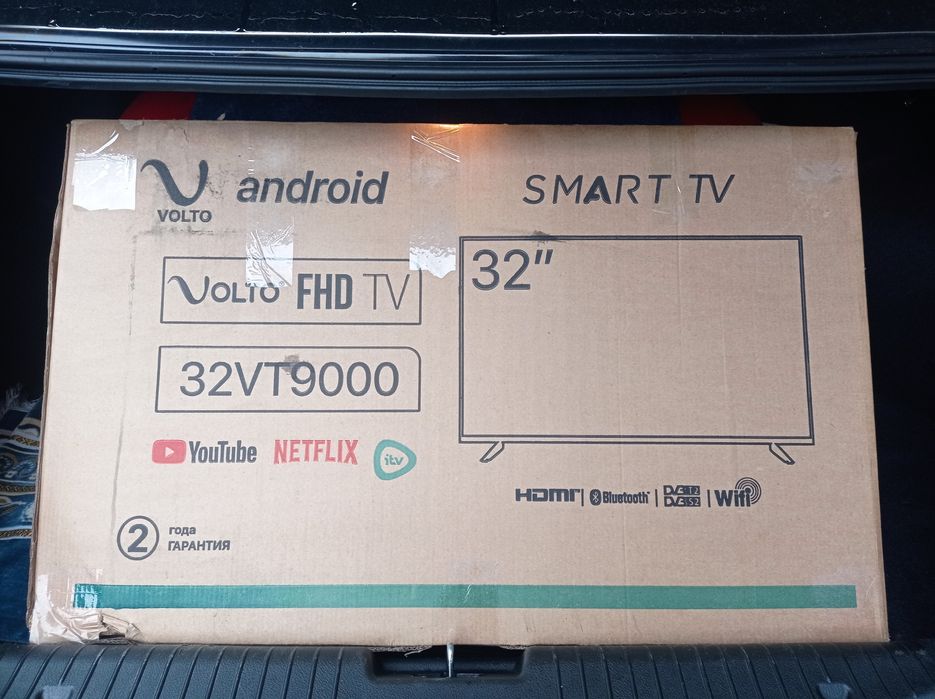 VOLTO
android
SMART TV
VOLTO FHD TV
32"
32VT9000
YouTube NETFLIX itv
HDMI | Bluetooth | DVB T2 DVB S2 | WiFi
2 года
ГАРАНТИЯ